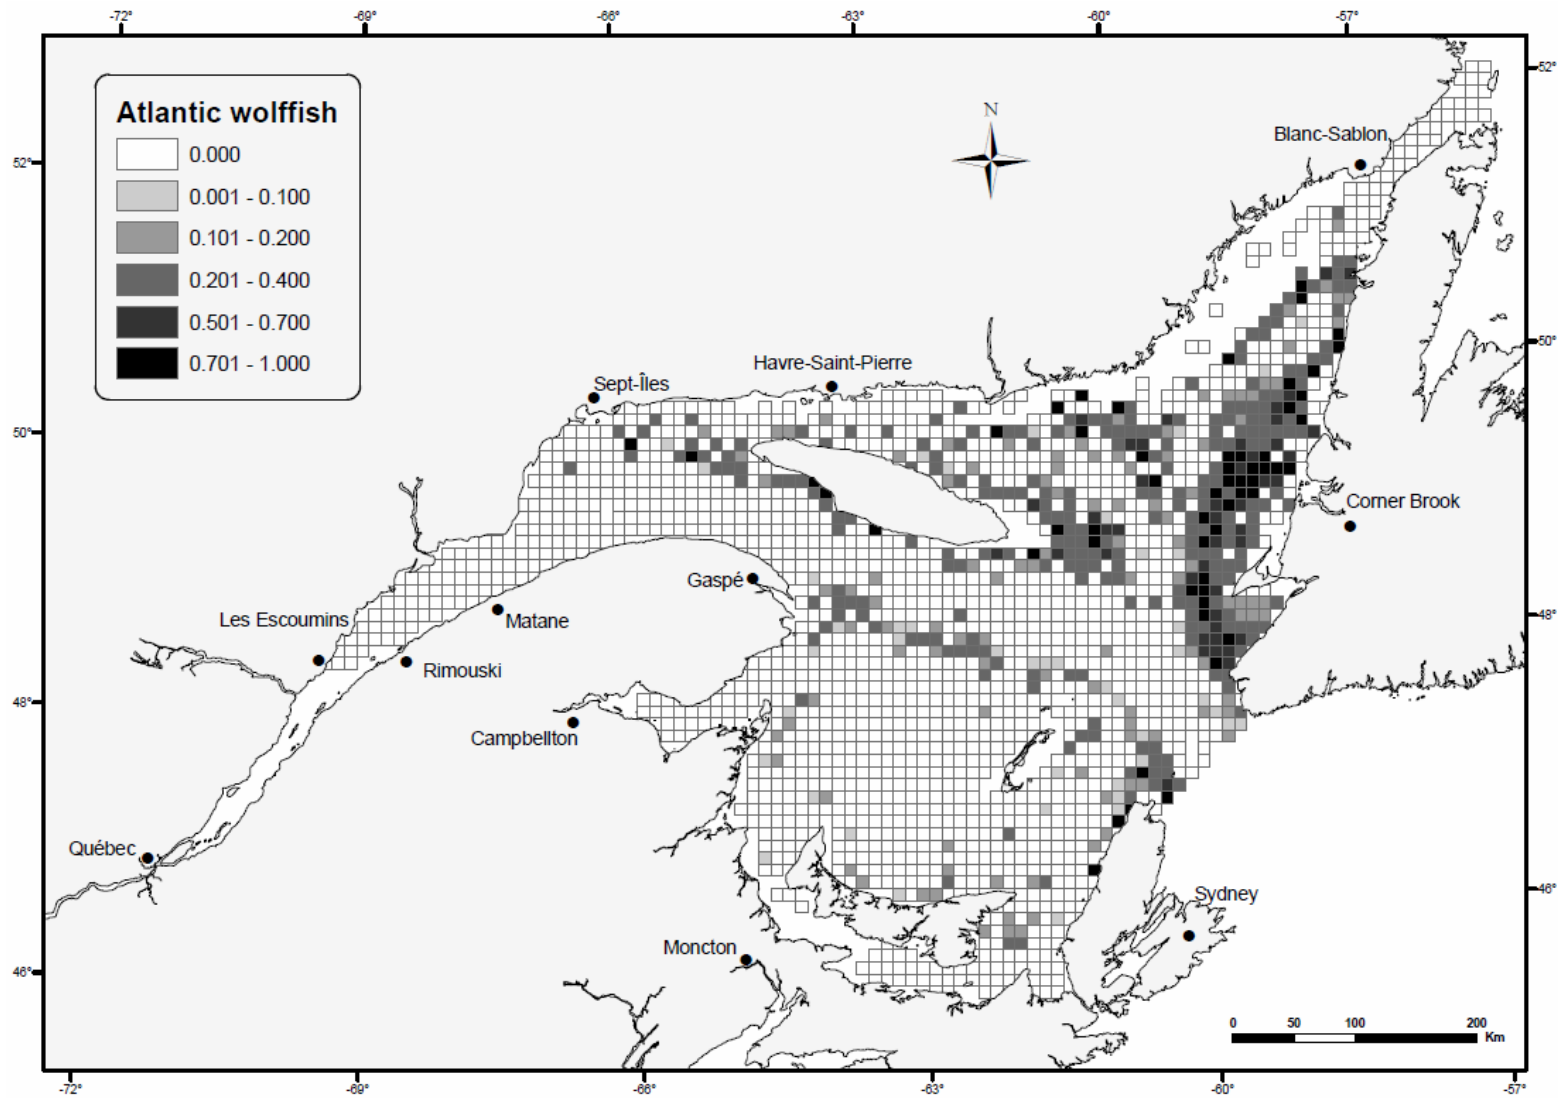 -72° -69° -66° -63° -60° -57°
52°
Atlantic wolffish
0.000
0.001 - 0.100
0.101 - 0.200
0.201 - 0.400
0.501 - 0.700
0.701 - 1.000
N
Blanc-Sablon
52°
50°
Havre-Saint-Pierre
Sept-Îles
50°
Corner Brook
Gaspé
Les Escoumins
Matane
48°
Rimouski
48°
Campbellton
Québec
46°
Sydney
Moncton
46°
0 50 100 200
Km
-72° -69° -66° -63° -60° -57°